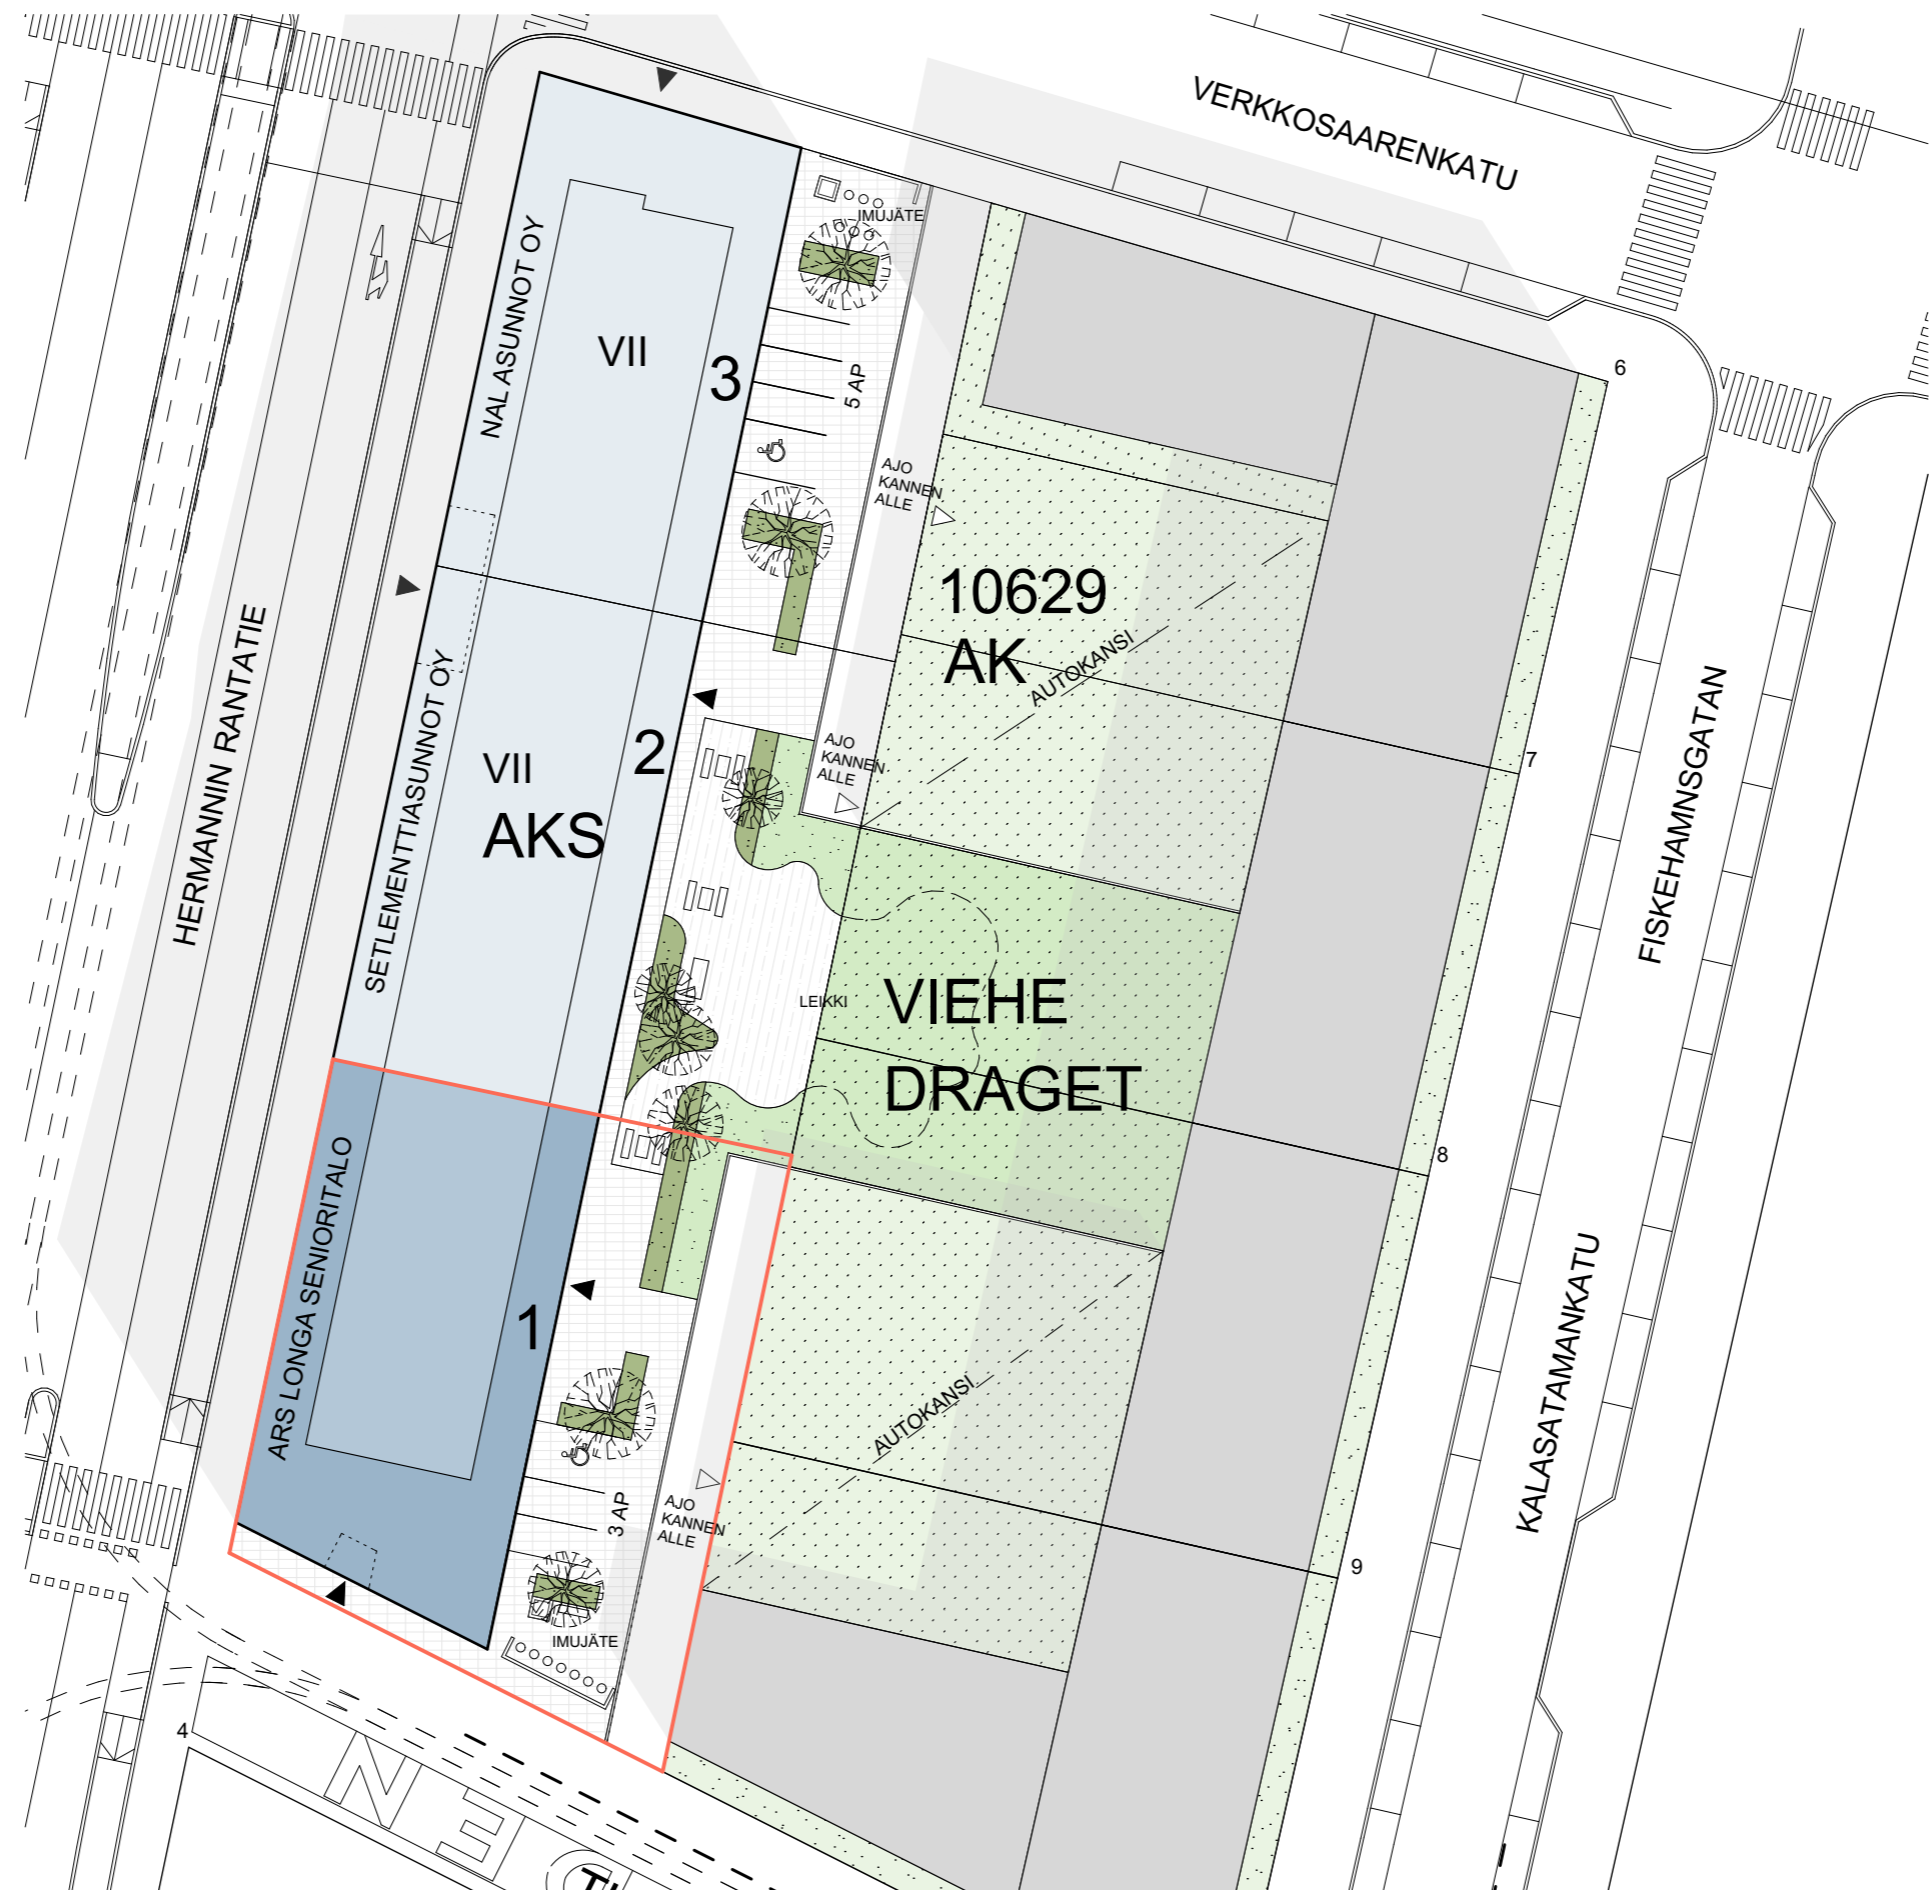 VERKKOSAARENKATU
IMUJÄTE
NAL ASUNNOT OY
VII
3
5 AP
6
AJO
KANNEN
ALLE
10629
AK
AUTOKANSI
HERMANNIN RANTATIE
SETLEMENTTIASUNNOT OY
VII
AKS
2
AJO
KANNEN
ALLE
7
FISKEHAMNSGATAN
LEIKKI
VIEHE
DRAGET
8
ARS LONGA SENIORITALO
1
AUTOKANSI
3 AP
AJO
KANNEN
ALLE
KALASATAMANKATU
9
IMUJÄTE
4
N E